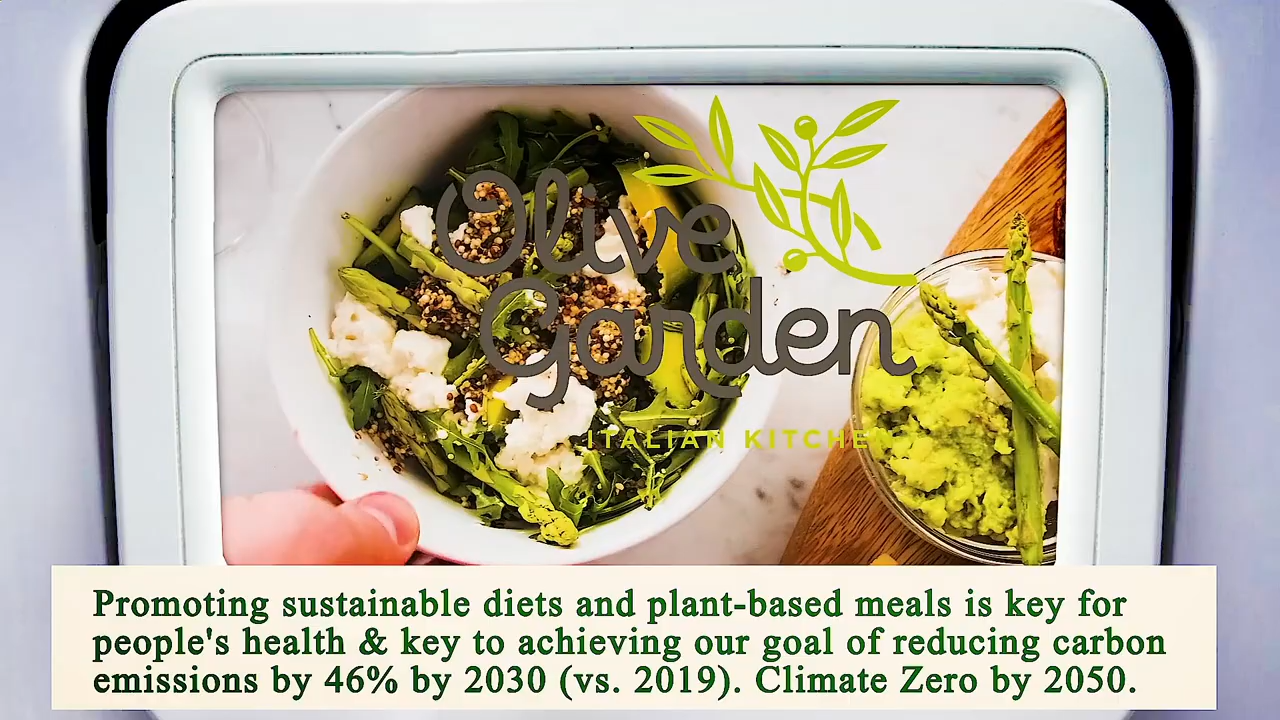 Olive
Garden
ITALIAN KITCHEN
Promoting sustainable diets and plant-based meals is key for
people's health & key to achieving our goal of reducing carbon
emissions by 46% by 2030 (vs. 2019). Climate Zero by 2050.